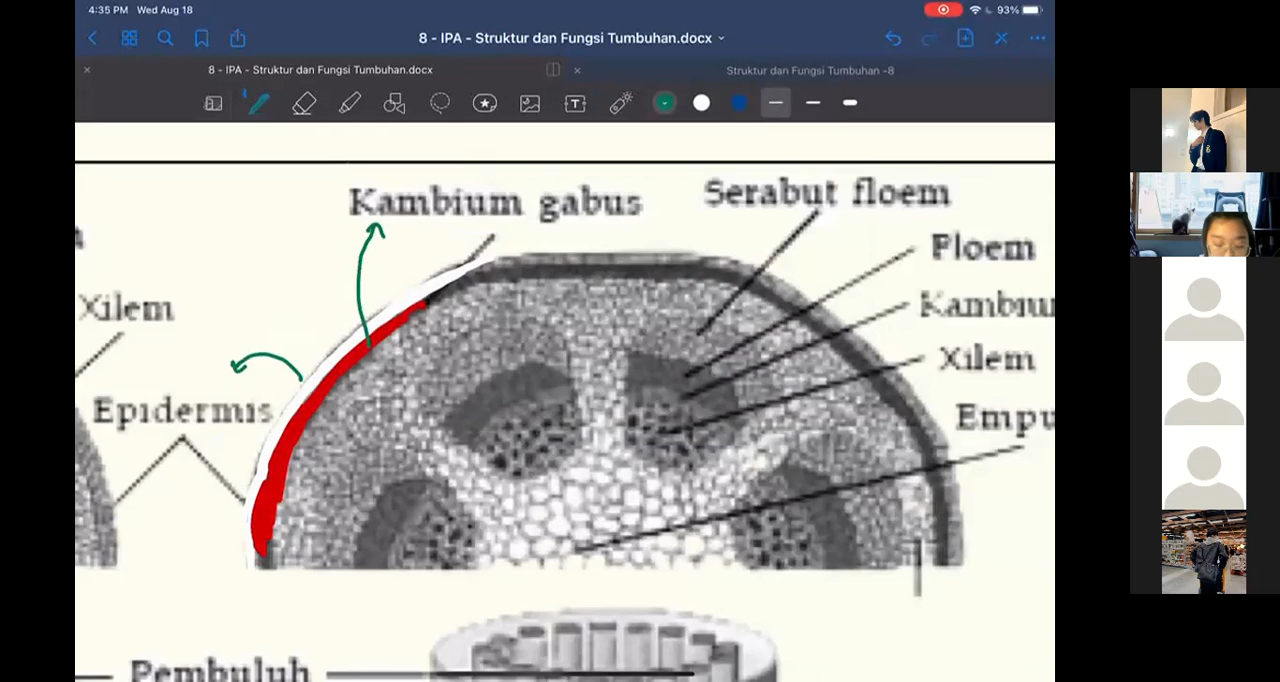 4:35 PM Wed Aug 18
93%
8 - IPA - Struktur dan Fungsi Tumbuhan.docx
8 - IPA - Struktur dan Fungsi Tumbuhan.docx
Struktur dan Fungsi Tumbuhan -8
Kambium gabus
Serabut floem
Floem
Xilem
Xilem
Epidermis
Pembuluh